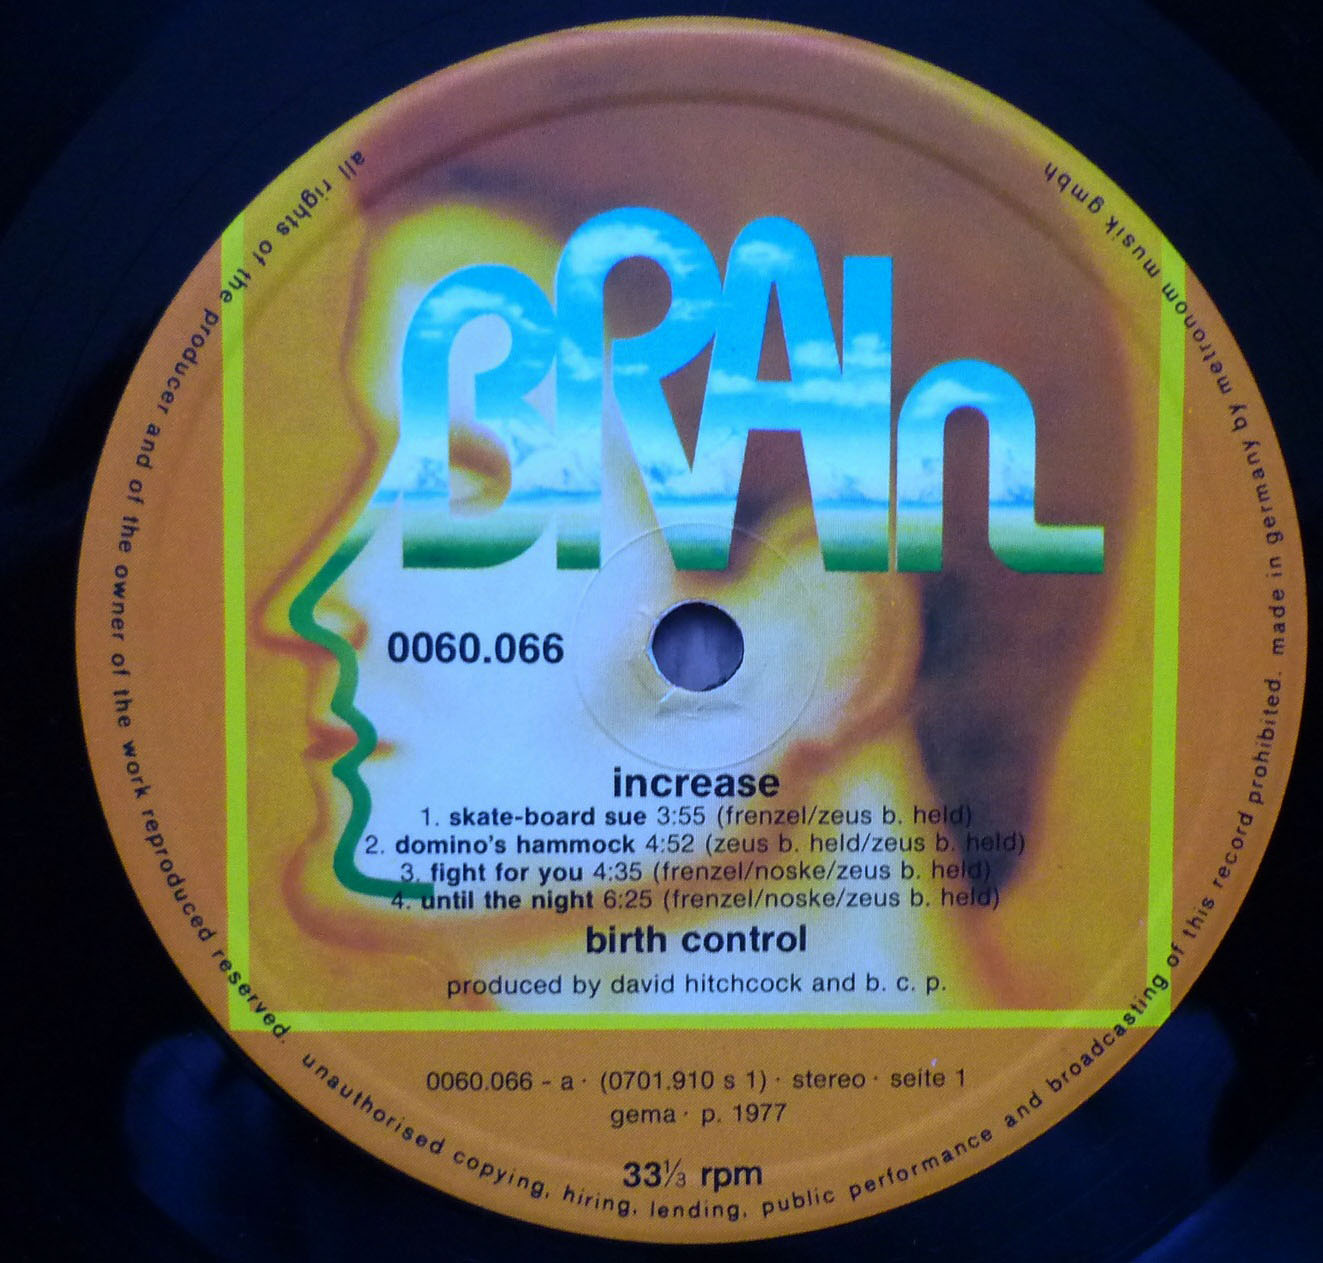 BRAIn
0060.066
increase
1. skate-board sue 3:55 (frenzel/zeus b. held)
2. domino's hammock 4:52 (zeus b. held/zeus b. held)
3. fight for you 4:35 (frenzel/noske/zeus b. held)
4. until the night 6:25 (frenzel/noske/zeus b. held)
birth control
produced by david hitchcock and b. c. p.
0060.066 - a · (0701.910 s 1) · stereo · seite 1
gema · p. 1977
33⅓ rpm
all rights of the producer and of the owner of the work reproduced reserved. unauthorised copying, hiring, lending, public performance and broadcasting of this record prohibited. made in germany by metronom musik gmbh